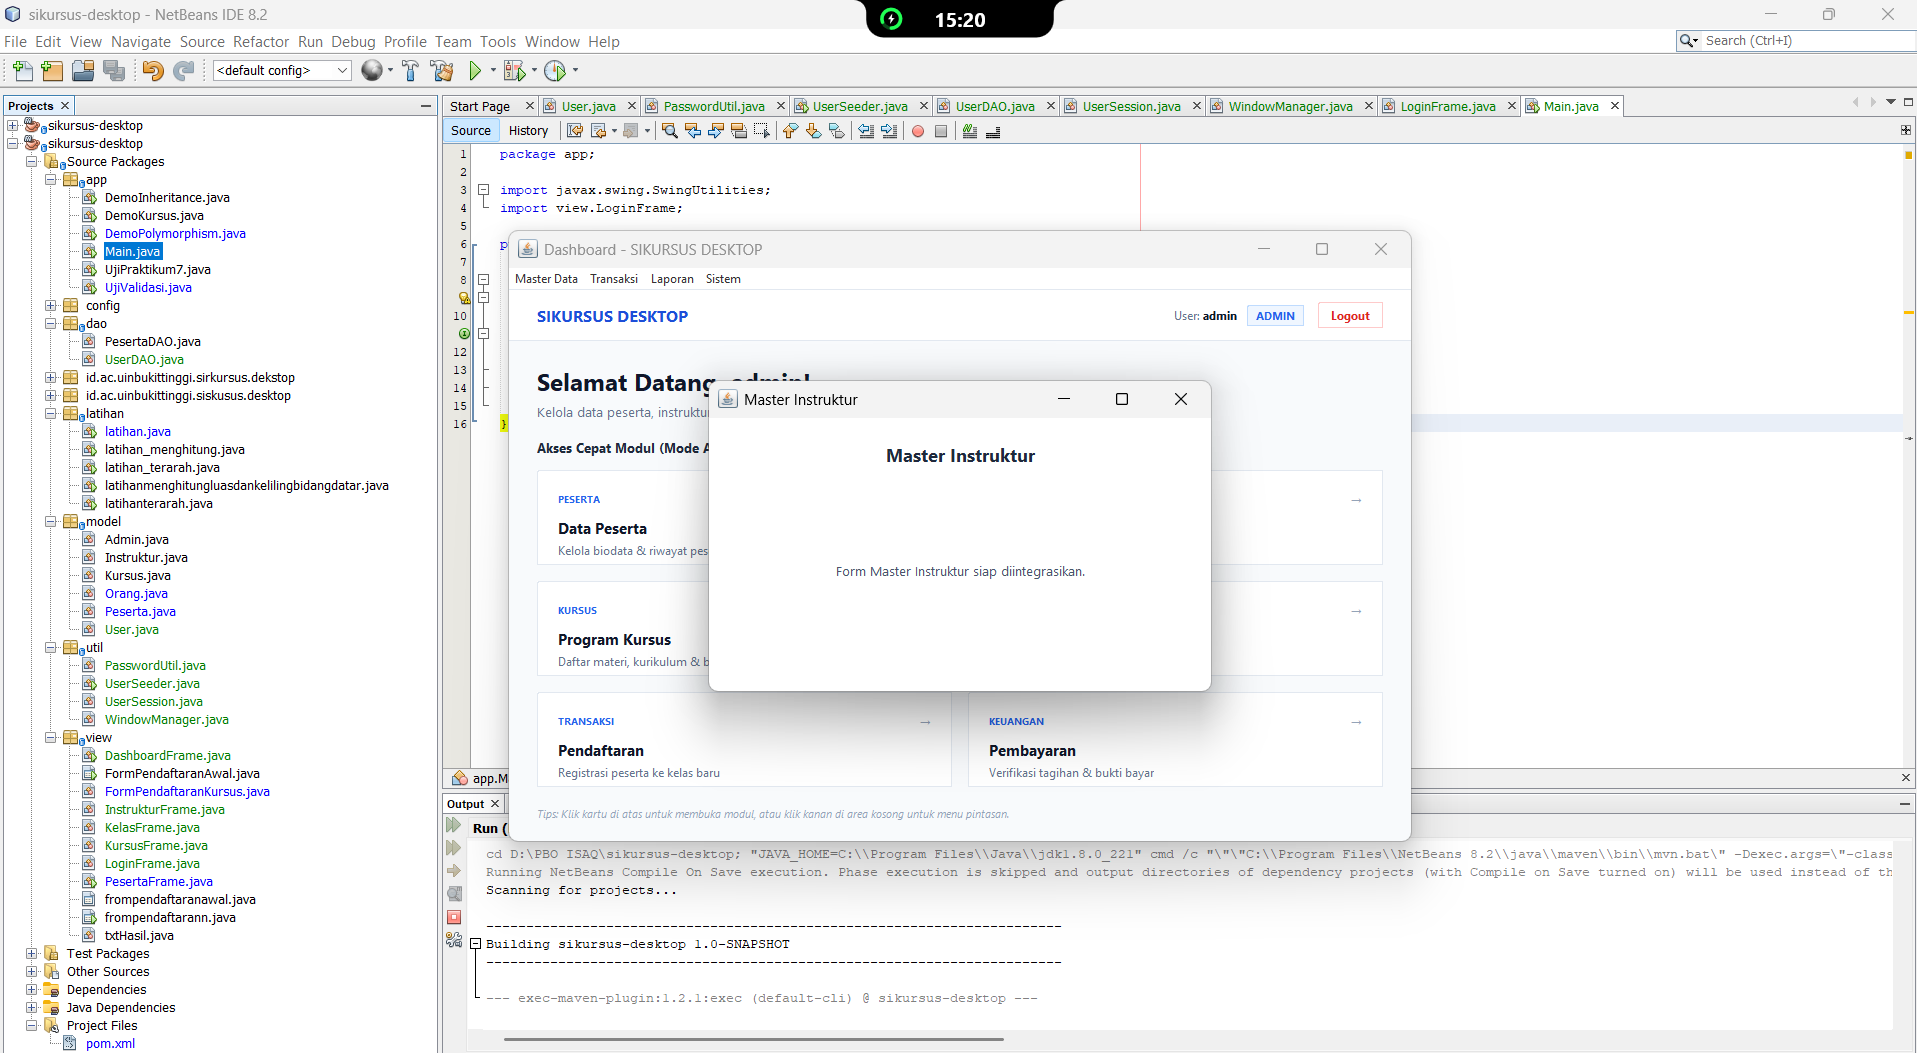 sikursus-desktop - NetBeans IDE 8.2
15:20
File Edit View Navigate Source Refactor Run Debug Profile Team Tools Window Help
Search (Ctrl+I)
<default config>
Projects
sikursus-desktop
sikursus-desktop
Source Packages
app
DemoInheritance.java
DemoKursus.java
DemoPolymorphism.java
Main.java
UjiPraktikum7.java
UjiValidasi.java
config
dao
PesertaDAO.java
UserDAO.java
id.ac.uinbukittinggi.sirkursus.dekstop
id.ac.uinbukittinggi.siskusus.desktop
latihan
latihan.java
latihan_menghitung.java
latihan_terarah.java
latihanmenghitungluasdankelilingbidangdatar.java
latihanterarah.java
model
Admin.java
Instruktur.java
Kursus.java
Orang.java
Peserta.java
User.java
util
PasswordUtil.java
UserSeeder.java
UserSession.java
WindowManager.java
view
DashboardFrame.java
FormPendaftaranAwal.java
FormPendaftaranKursus.java
InstrukturFrame.java
KelasFrame.java
KursusFrame.java
LoginFrame.java
PesertaFrame.java
frompendaftaranawal.java
frompendaftarann.java
txtHasil.java
Test Packages
Other Sources
Dependencies
Java Dependencies
Project Files
pom.xml
Start Page User.java PasswordUtil.java UserSeeder.java UserDAO.java UserSession.java WindowManager.java LoginFrame.java Main.java
Source History
1 package app;
2
3 import javax.swing.SwingUtilities;
4 import view.LoginFrame;
5
6 p
7
8
10
12
13
14
15
16 }
app.M
Dashboard - SIKURSUS DESKTOP
Master Data Transaksi Laporan Sistem
SIKURSUS DESKTOP
User: admin ADMIN Logout
Selamat Datang, admin!
Kelola data peserta, instruktu
Akses Cepat Modul (Mode A
PESERTA →
Data Peserta
Kelola biodata & riwayat pes
KURSUS →
Program Kursus
Daftar materi, kurikulum & b
TRANSAKSI →
Pendaftaran
Registrasi peserta ke kelas baru
KEUANGAN →
Pembayaran
Verifikasi tagihan & bukti bayar
Tips: Klik kartu di atas untuk membuka modul, atau klik kanan di area kosong untuk menu pintasan.
Master Instruktur
Master Instruktur
Form Master Instruktur siap diintegrasikan.
Output
Run (
cd D:\PBO ISAQ\sikursus-desktop; "JAVA_HOME=C:\\Program Files\\Java\\jdk1.8.0_221" cmd /c "\"\"C:\\Program Files\\NetBeans 8.2\\java\\maven\\bin\\mvn.bat\" -Dexec.args=\"-class
Running NetBeans Compile On Save execution. Phase execution is skipped and output directories of dependency projects (with Compile on Save turned on) will be used instead of th
Scanning for projects...
------------------------------------------------------------------------
Building sikursus-desktop 1.0-SNAPSHOT
------------------------------------------------------------------------
--- exec-maven-plugin:1.2.1:exec (default-cli) @ sikursus-desktop ---